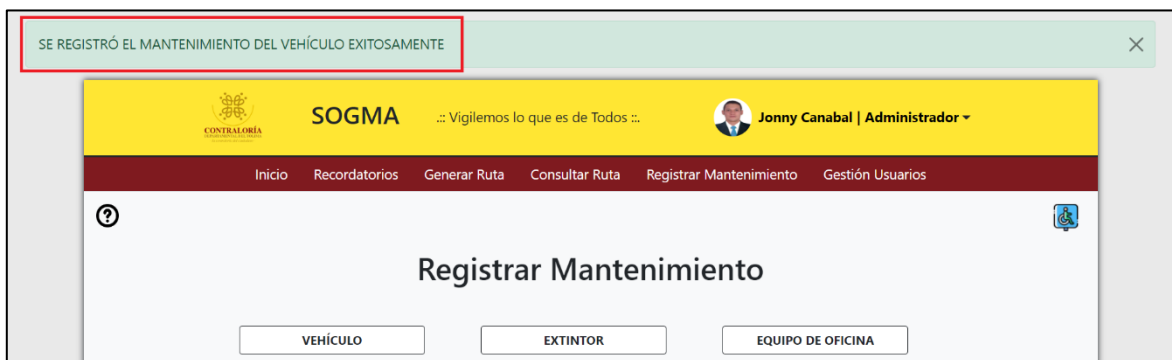 SE REGISTRÓ EL MANTENIMIENTO DEL VEHÍCULO EXITOSAMENTE
CONTRALORÍA
SOGMA
.:: Vigilemos lo que es de Todos ::.
Jonny Canabal | Administrador
Inicio Recordatorios Generar Ruta Consultar Ruta Registrar Mantenimiento Gestión Usuarios
Registrar Mantenimiento
VEHÍCULO EXTINTOR EQUIPO DE OFICINA